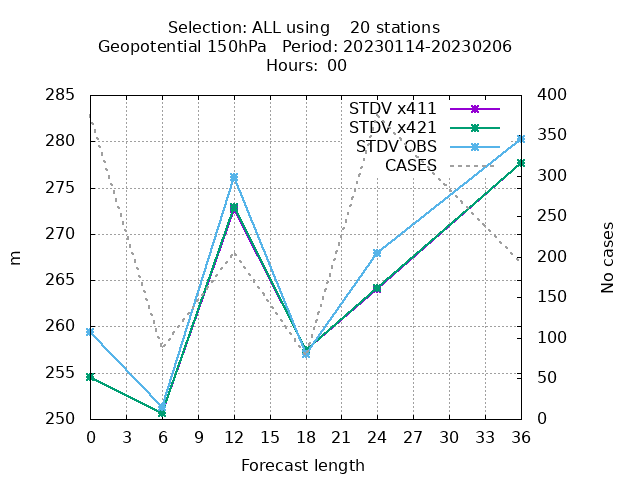 Selection: ALL using    20 stations
Geopotential 150hPa   Period: 20230114-20230206
Hours:  00
STDV x411
STDV x421
STDV OBS
CASES
285
280
275
270
265
260
255
250
m
400
350
300
250
200
150
100
50
0
No cases
0 3 6 9 12 15 18 21 24 27 30 33 36
Forecast length